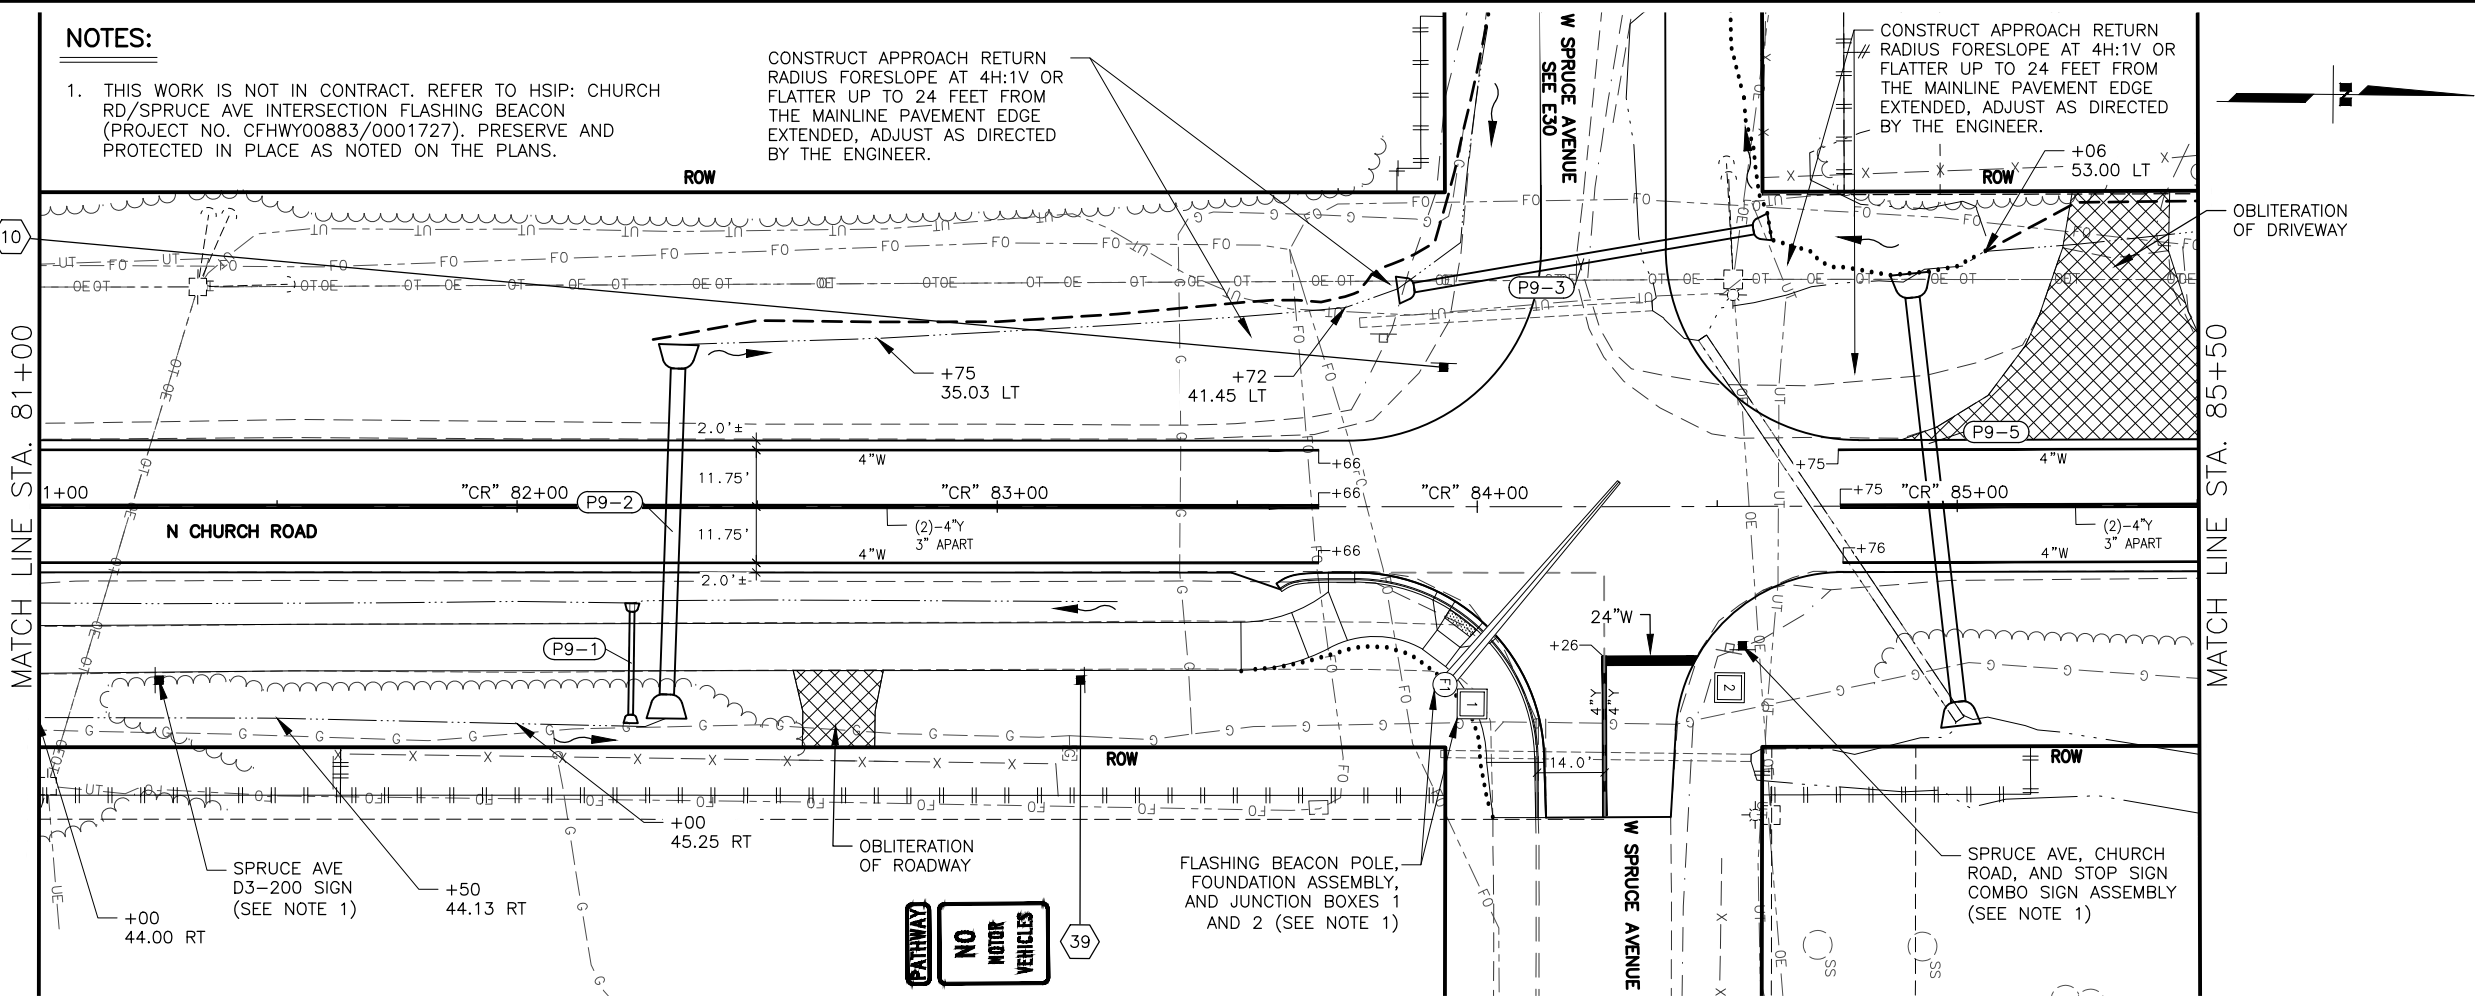 NOTES:
1. THIS WORK IS NOT IN CONTRACT. REFER TO HSIP: CHURCH
RD/SPRUCE AVE INTERSECTION FLASHING BEACON
(PROJECT NO. CFHWY00883/0001727). PRESERVE AND
PROTECTED IN PLACE AS NOTED ON THE PLANS.
CONSTRUCT APPROACH RETURN
RADIUS FORESLOPE AT 4H:1V OR
FLATTER UP TO 24 FEET FROM
THE MAINLINE PAVEMENT EDGE
EXTENDED, ADJUST AS DIRECTED
BY THE ENGINEER.
W SPRUCE AVENUE
SEE E30
CONSTRUCT APPROACH RETURN
RADIUS FORESLOPE AT 4H:1V OR
FLATTER UP TO 24 FEET FROM
THE MAINLINE PAVEMENT EDGE
EXTENDED, ADJUST AS DIRECTED
BY THE ENGINEER.
N
ROW
ROW
+06
53.00 LT
OBLITERATION
OF DRIVEWAY
10
P9-3
+75
35.03 LT
+72
41.45 LT
MATCH LINE STA. 81+00
MATCH LINE STA. 85+50
2.0'±
11.75'
11.75'
2.0'±
4"W
4"W
+66
+66
+66
P9-5
+75
4"W
1+00
"CR" 82+00
P9-2
"CR" 83+00
"CR" 84+00
+75
"CR" 85+00
N CHURCH ROAD
(2)-4"Y
3" APART
(2)-4"Y
3" APART
+76
4"W
P9-1
24"W
+26
4"Y
4"Y
F1
1
2
14.0'
ROW
ROW
+00
45.25 RT
OBLITERATION
OF ROADWAY
SPRUCE AVE
D3-200 SIGN
(SEE NOTE 1)
+50
44.13 RT
+00
44.00 RT
FLASHING BEACON POLE,
FOUNDATION ASSEMBLY,
AND JUNCTION BOXES 1
AND 2 (SEE NOTE 1)
SPRUCE AVE, CHURCH
ROAD, AND STOP SIGN
COMBO SIGN ASSEMBLY
(SEE NOTE 1)
PATHWAY
NO
MOTOR
VEHICLES
39
W SPRUCE AVENUE
SS
SS